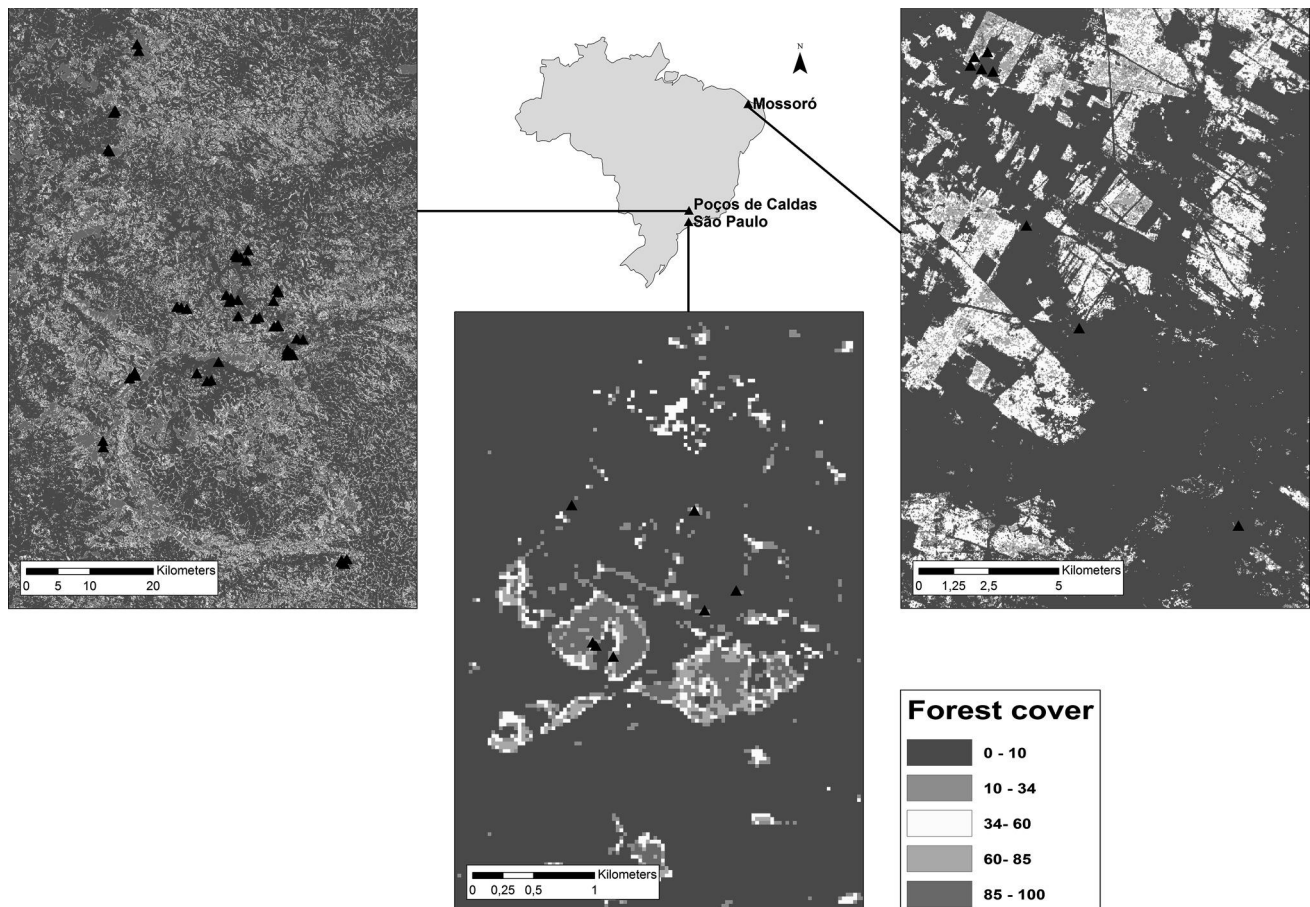 N
Mossoró
Poços de Caldas
São Paulo
Kilometers
0 5 10 20
Kilometers
0 1,25 2,5 5
Kilometers
0 0,25 0,5 1
Forest cover
0 - 10
10 - 34
34- 60
60- 85
85 - 100